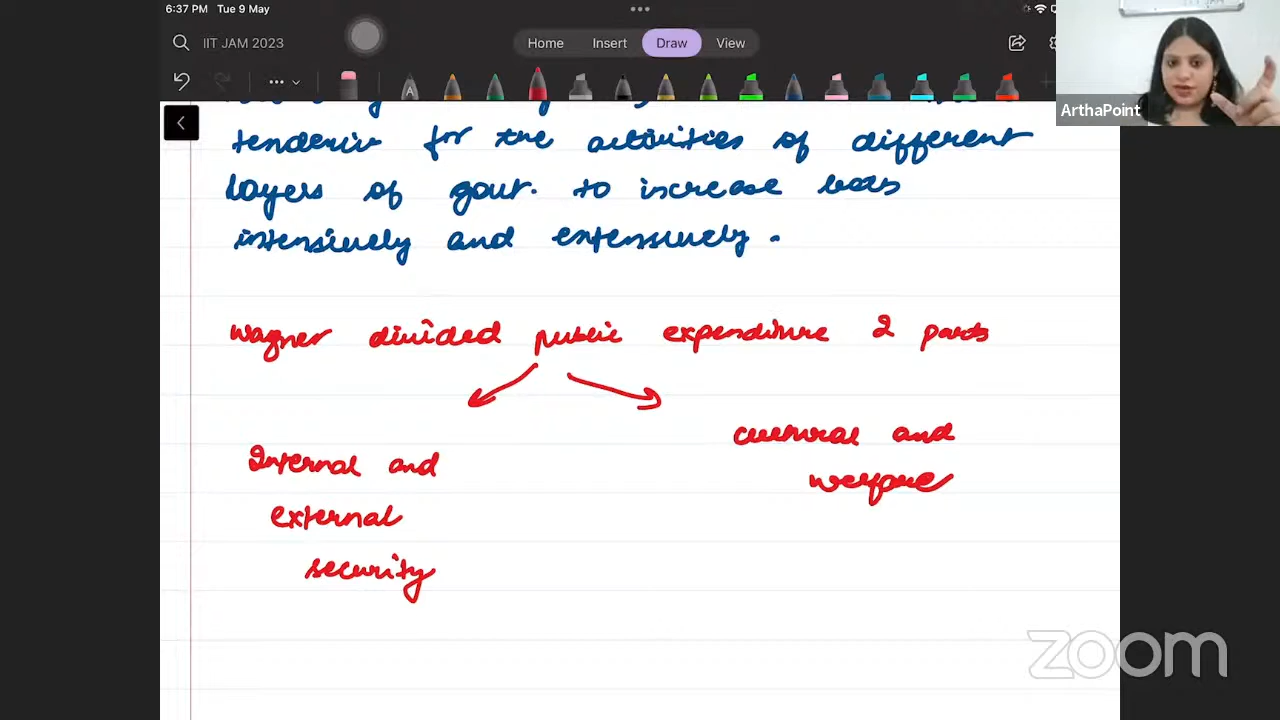 6:37 PM Tue 9 May
IIT JAM 2023
Home Insert Draw View
A
ArthaPoint
for the activities of different
layers of govt. to increase both
intensively and extensively.
wagner divided public expenditure 2 parts
Internal and
external
security
cultural and
welfare
zoom